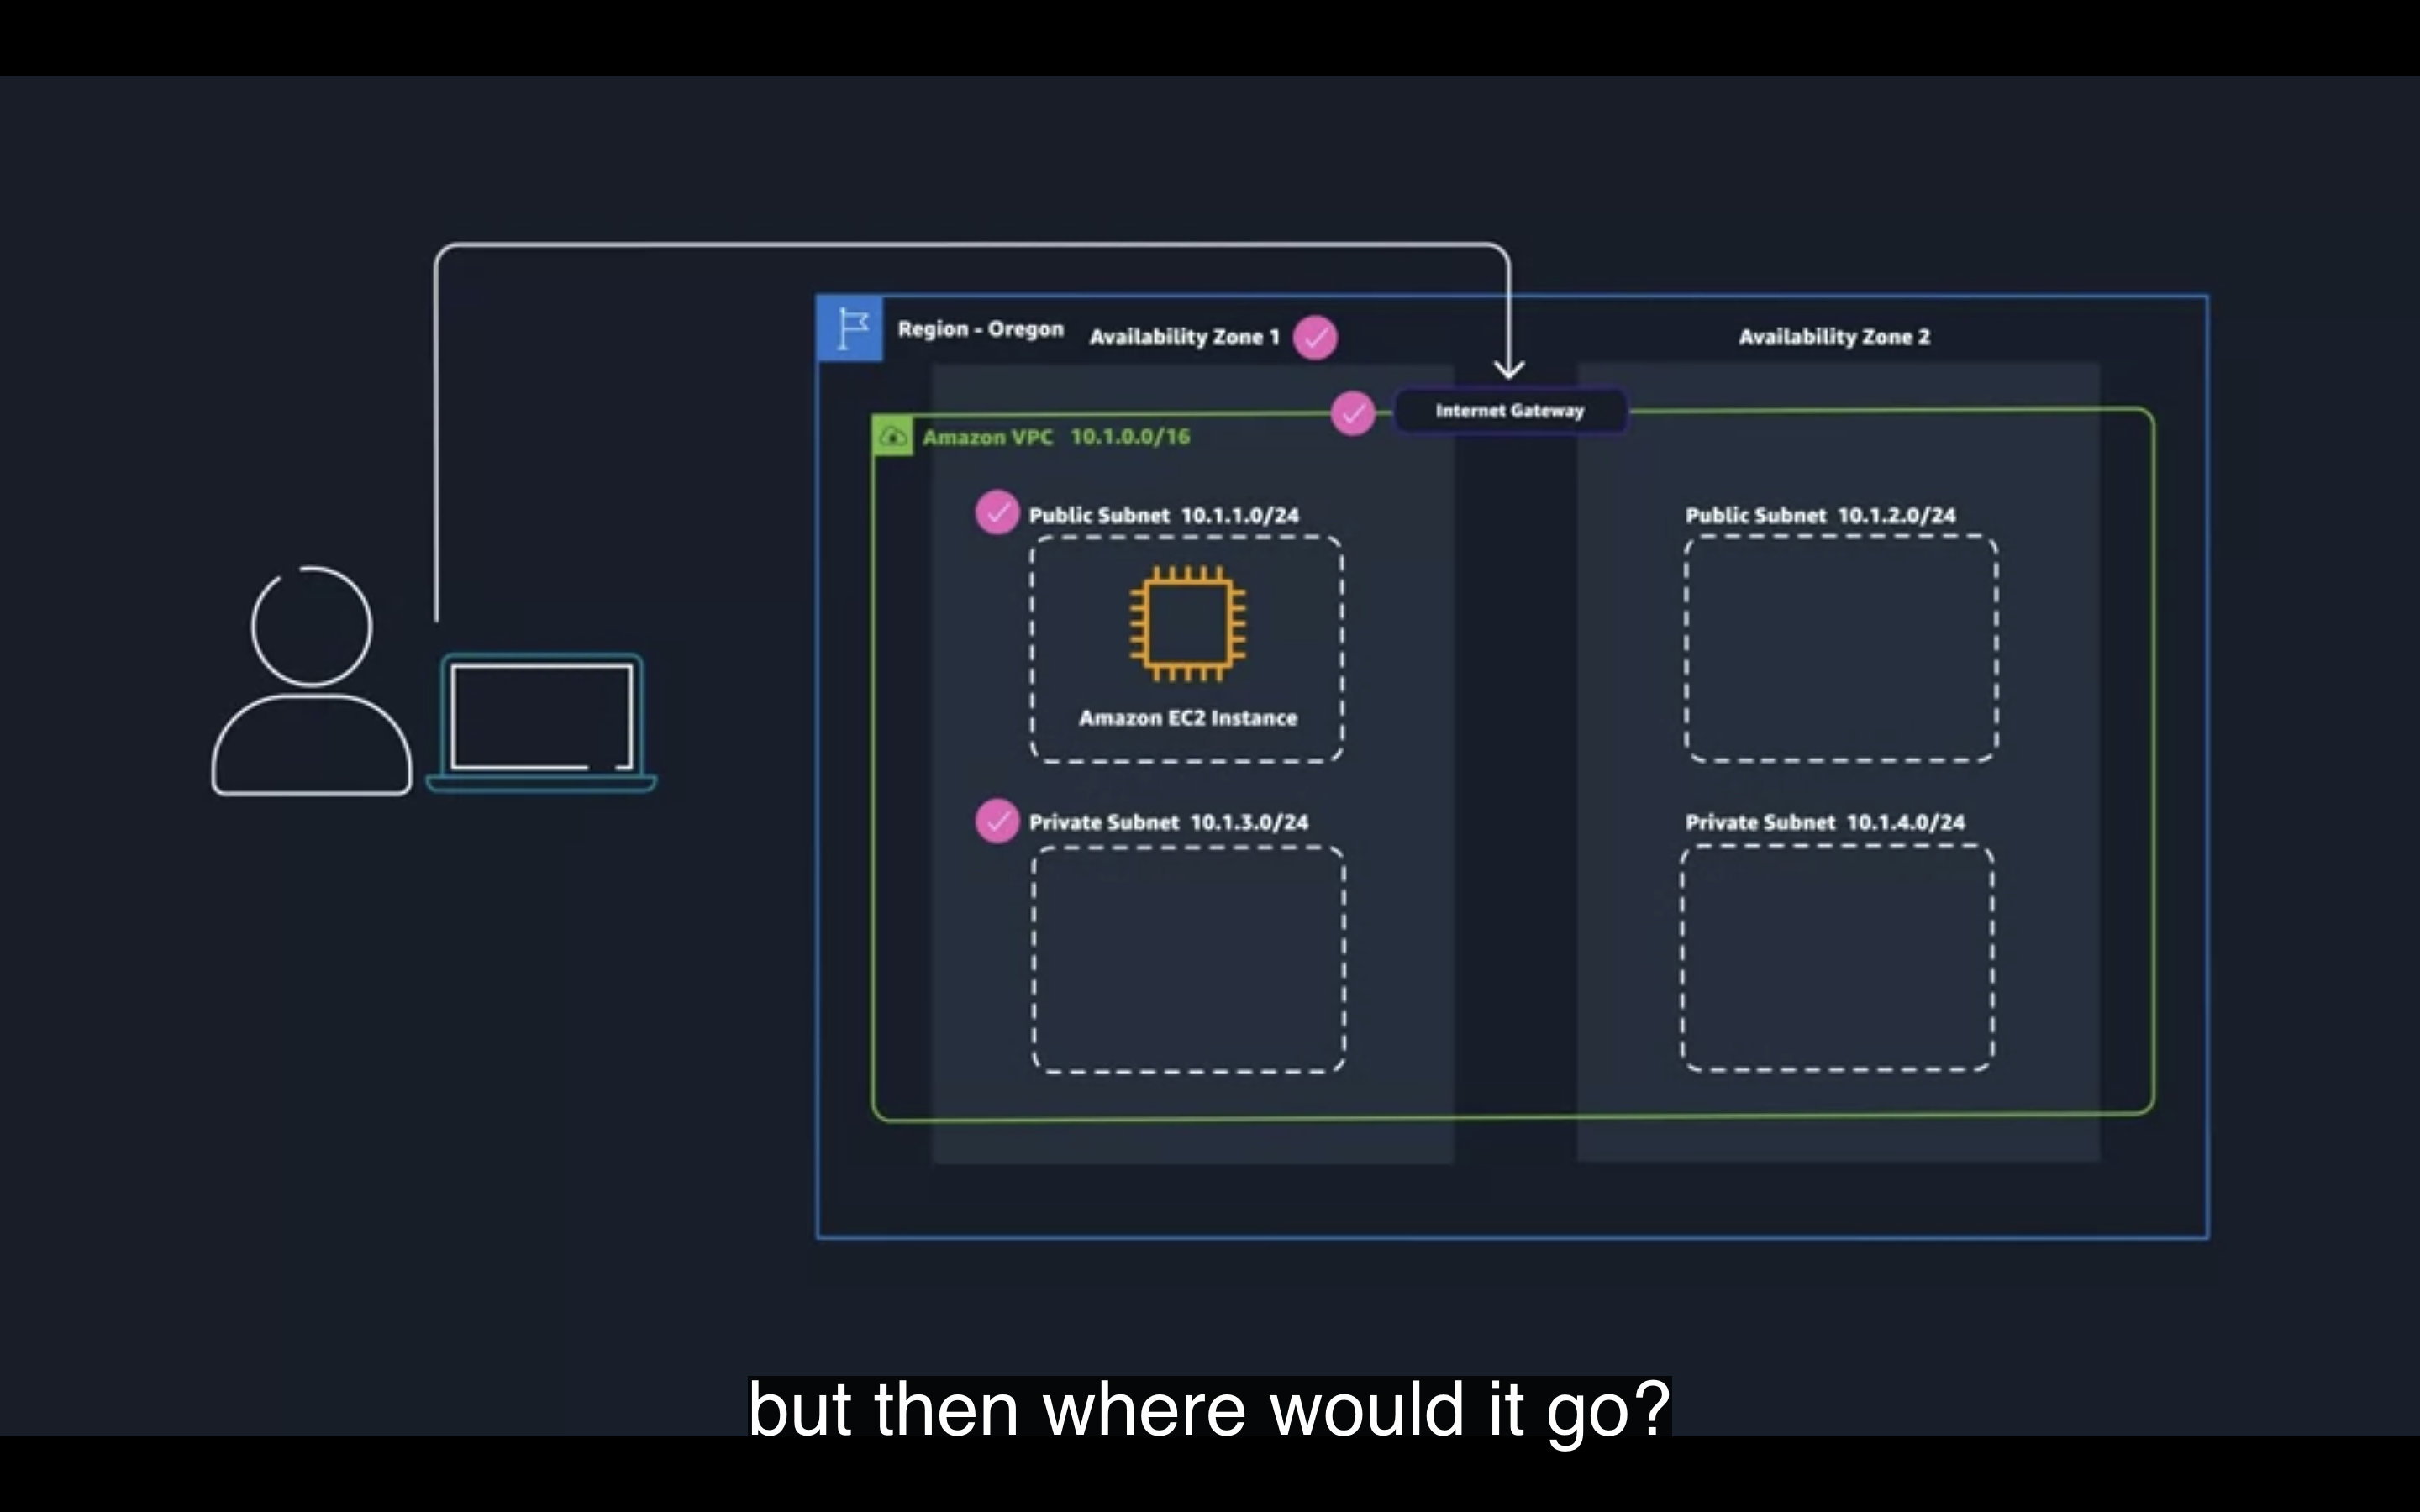 Region - Oregon
Availability Zone 1
Availability Zone 2
Internet Gateway
Amazon VPC 10.1.0.0/16
Public Subnet 10.1.1.0/24
Public Subnet 10.1.2.0/24
Amazon EC2 Instance
Private Subnet 10.1.3.0/24
Private Subnet 10.1.4.0/24
but then where would it go?